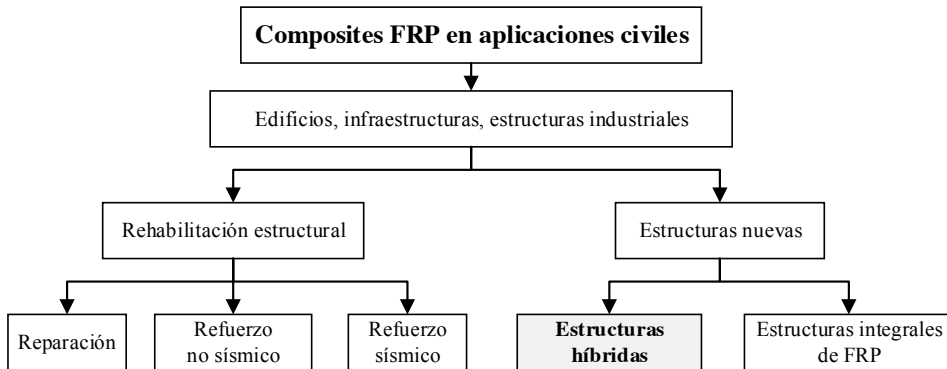 Composites FRP en aplicaciones civiles
Edificios, infraestructuras, estructuras industriales
Rehabilitación estructural
Estructuras nuevas
Reparación
Refuerzo
no sísmico
Refuerzo
sísmico
Estructuras
híbridas
Estructuras integrales
de FRP